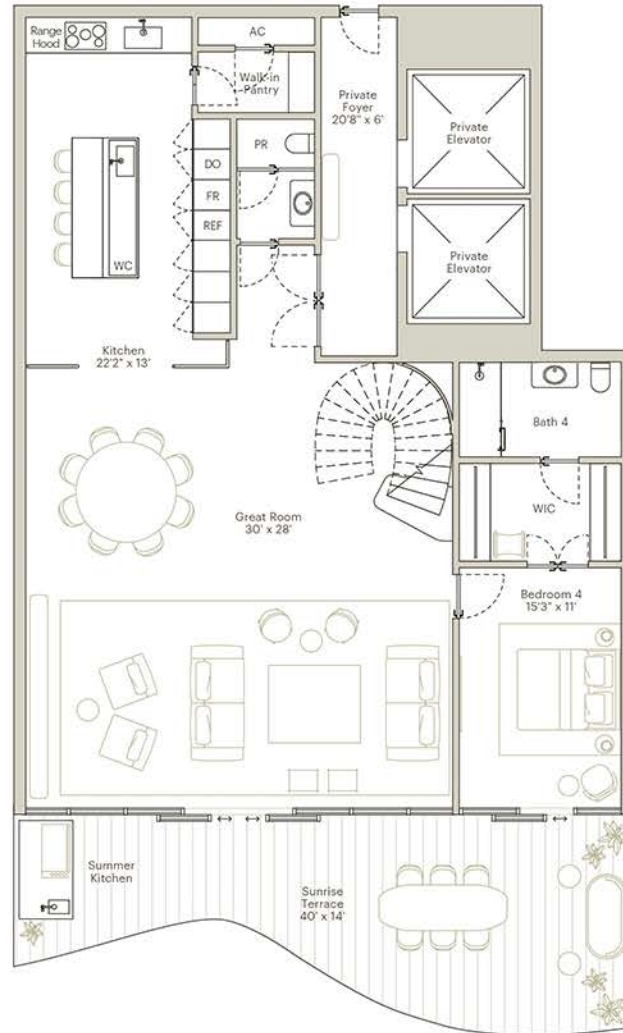 Range
Hood
AC
Walk-in
Pantry
Private
Foyer
20'8" x 6'
Private
Elevator
PR
DO
FR
REF
Private
Elevator
WC
Kitchen
22'2" x 13'
Bath 4
WIC
Great Room
30' x 28'
Bedroom 4
15'3" x 11'
Summer
Kitchen
Sunrise
Terrace
40' x 14'